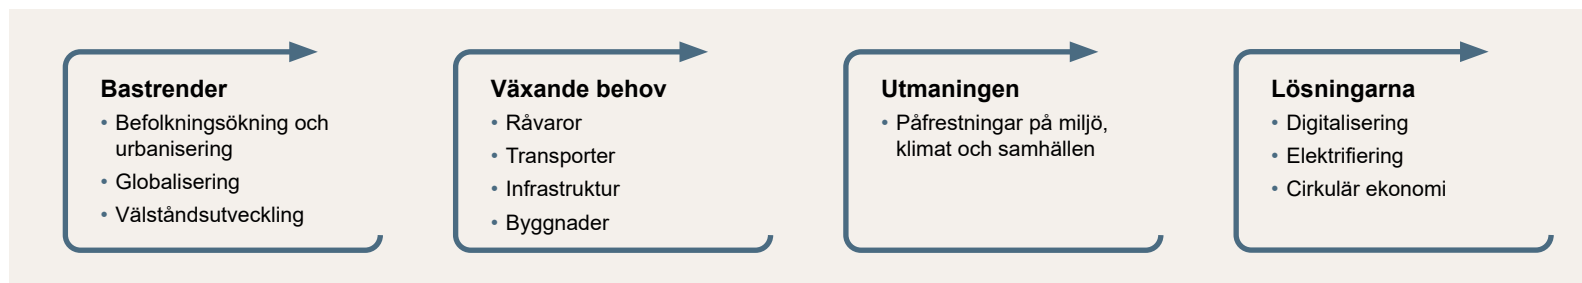 Bastrender
• Befolkningsökning och
urbanisering
• Globalisering
• Välståndsutveckling
Växande behov
• Råvaror
• Transporter
• Infrastruktur
• Byggnader
Utmaningen
• Påfrestningar på miljö,
klimat och samhällen
Lösningarna
• Digitalisering
• Elektrifiering
• Cirkulär ekonomi